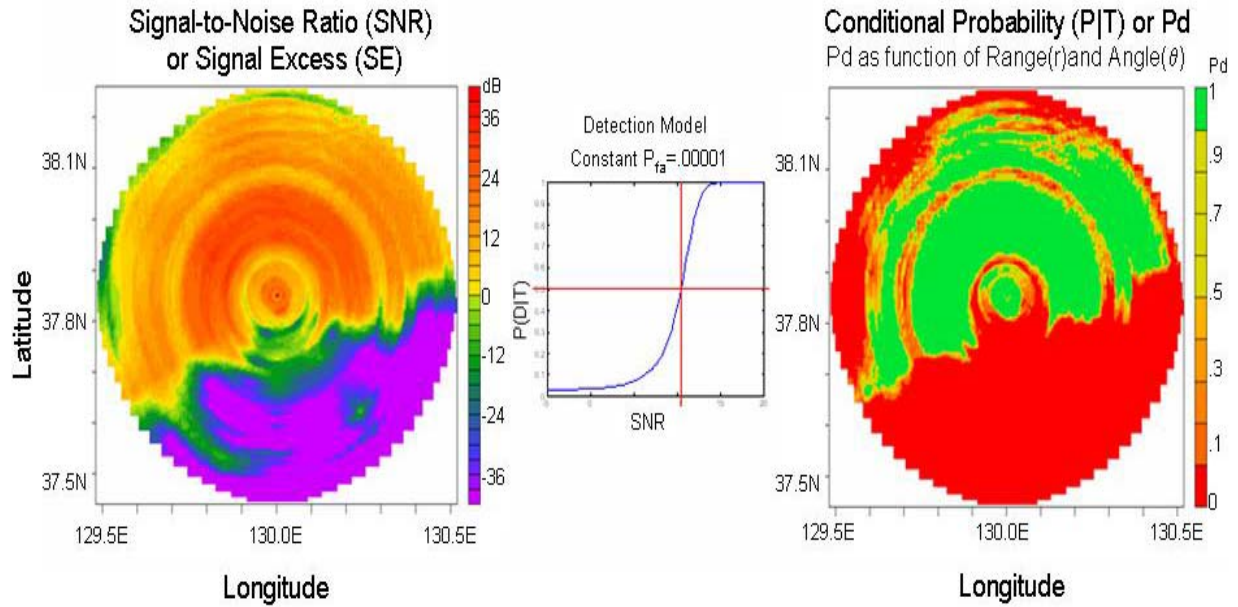 Signal-to-Noise Ratio (SNR)
or Signal Excess (SE)
dB
36
24
12
0
-12
-24
-36
38.1N
37.8N
37.5N
Latitude
129.5E 130.0E 130.5E
Longitude
Detection Model
Constant Pfa=.00001
P(D|T)
SNR
Conditional Probability (P|T) or Pd
Pd as function of Range(r)and Angle(θ)
Pd
1
.9
.7
.5
.3
.1
0
38.1N
37.8N
37.5N
129.5E 130.0E 130.5E
Longitude